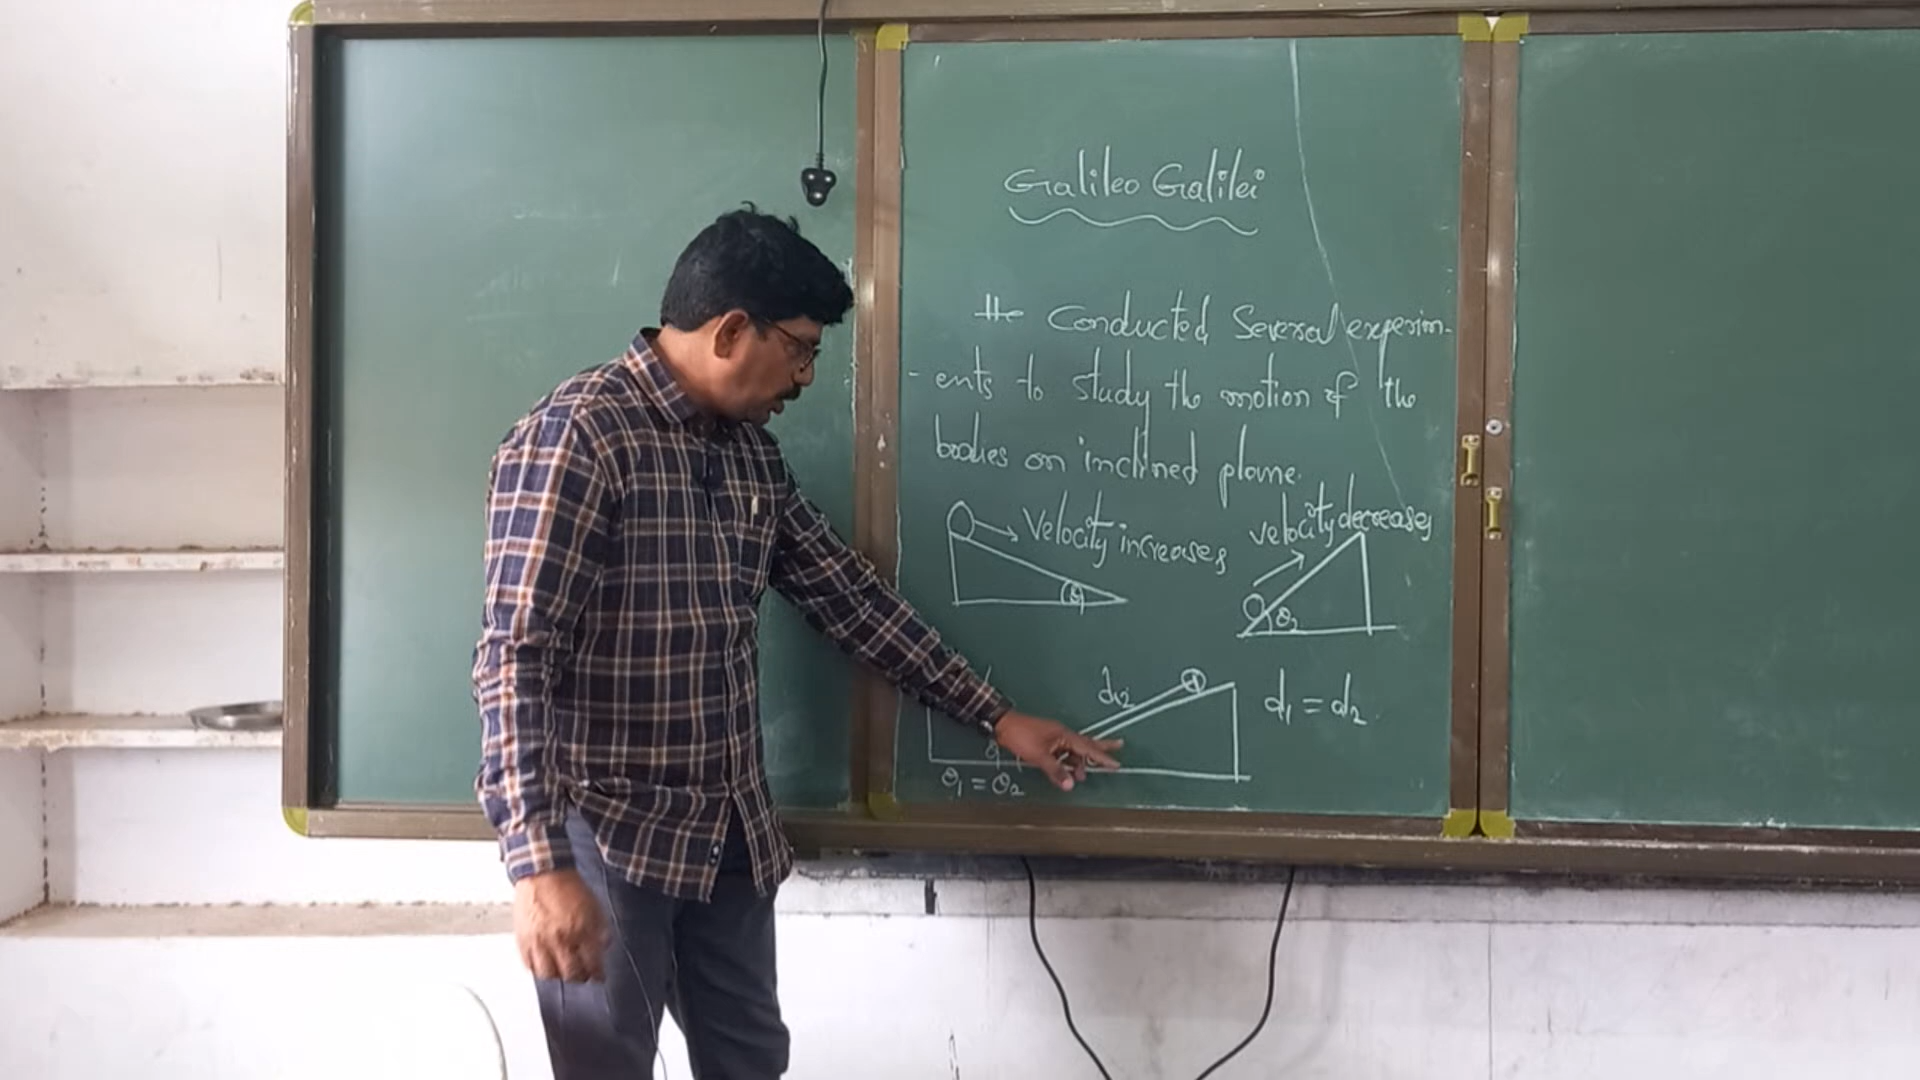 Galileo Galilei
He Conducted Several experim-
- ents to study the motion of the
bodies on inclined plane.
Velocity increases
velocity decreases
θ1
θ2
d2
d1 = d2
θ1 = θ2